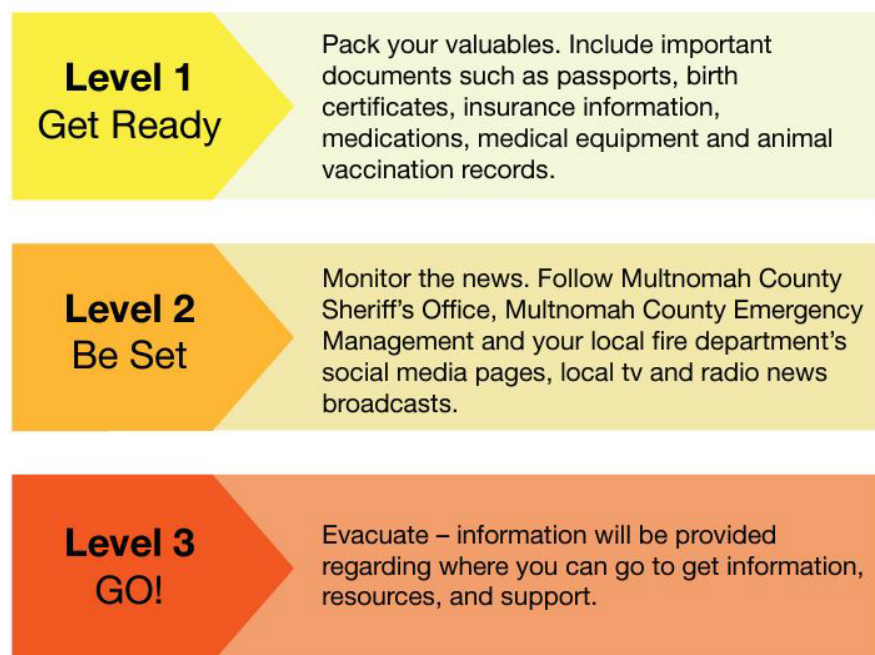 Level 1
Get Ready
Pack your valuables. Include important
documents such as passports, birth
certificates, insurance information,
medications, medical equipment and animal
vaccination records.
Level 2
Be Set
Monitor the news. Follow Multnomah County
Sheriff’s Office, Multnomah County Emergency
Management and your local fire department’s
social media pages, local tv and radio news
broadcasts.
Level 3
GO!
Evacuate – information will be provided
regarding where you can go to get information,
resources, and support.